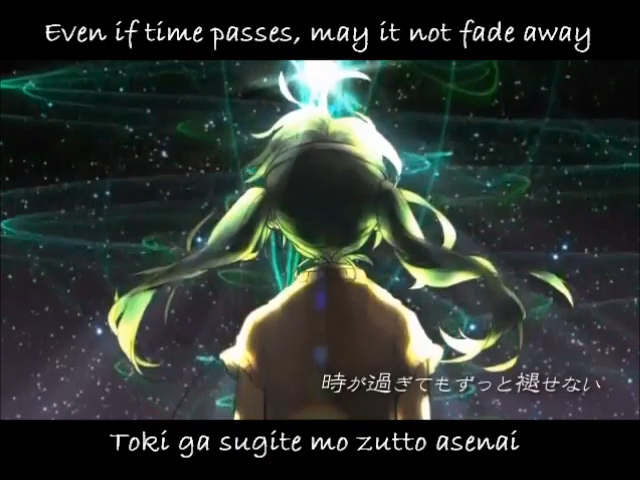 Even if time passes, may it not fade away
時が過ぎてもずっと褪せない
Toki ga sugite mo zutto asenai